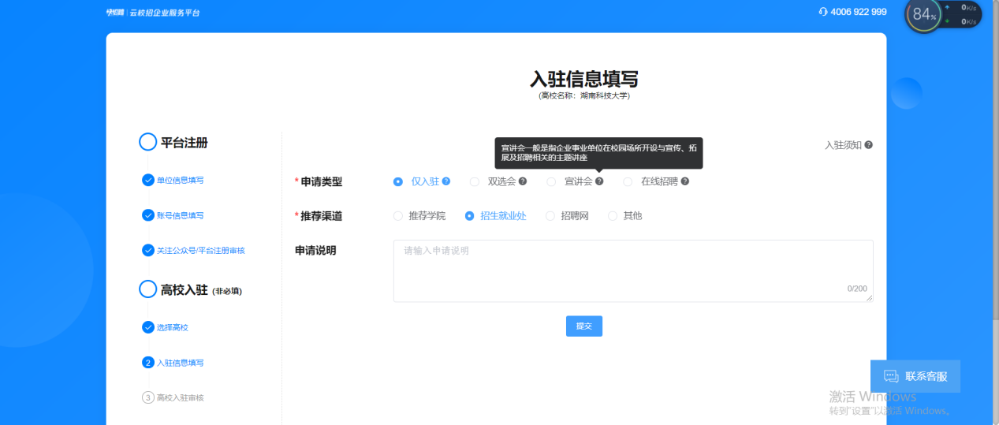 云校招企业服务平台
4006 922 999
84%
0K/s
0K/s
入驻信息填写
(高校名称：湖南科技大学)
平台注册
宣讲会一般是指企业事业单位在校园场所开设与宣传、拓
展及招聘相关的主题讲座
入驻须知
单位信息填写
*申请类型 仅入驻 双选会 宣讲会 在线招聘
账号信息填写
*推荐渠道 推荐学院 招生就业处 招聘网 其他
关注公众号/平台注册审核
申请说明
请输入申请说明
0/200
高校入驻 (非必填)
选择高校
提交
2 入驻信息填写
联系客服
3 高校入驻审核
激活 Windows
转到"设置"以激活 Windows。